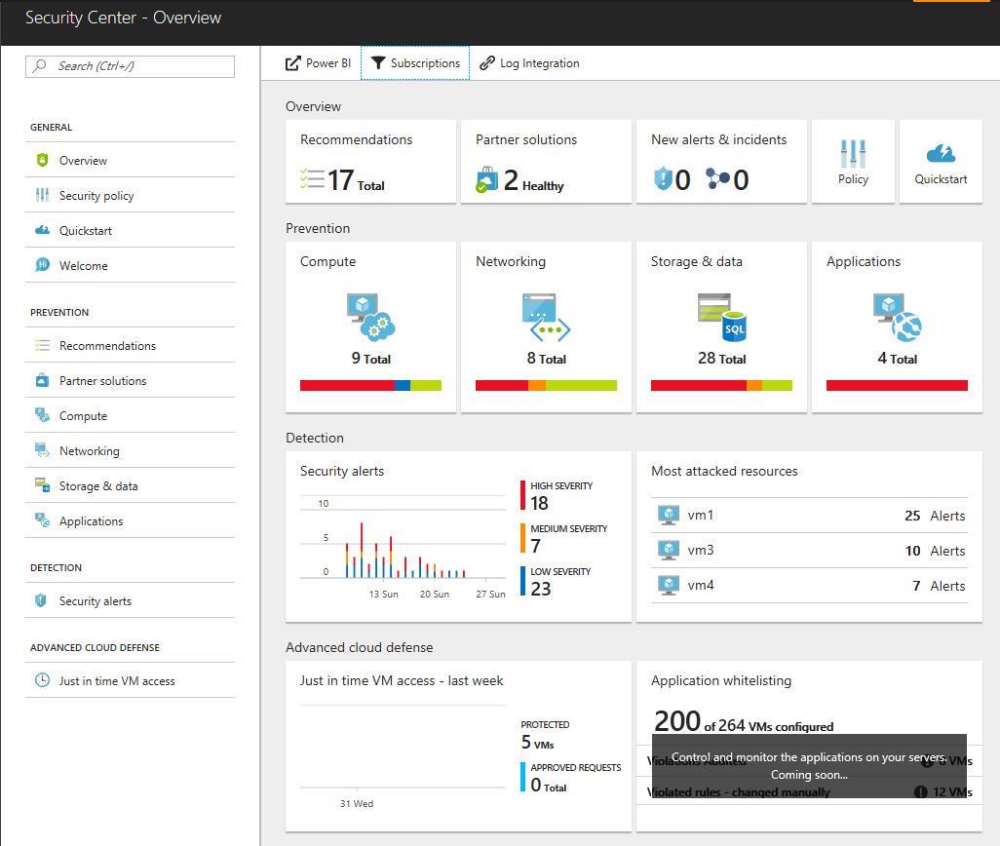 Security Center - Overview
Search (Ctrl+/)
GENERAL
Overview
Security policy
Quickstart
Hi
Welcome
PREVENTION
Recommendations
Partner solutions
Compute
Networking
Storage & data
Applications
DETECTION
Security alerts
ADVANCED CLOUD DEFENSE
Just in time VM access
Power BI Subscriptions Log Integration
Overview
Recommendations
17 Total
Partner solutions
2 Healthy
New alerts & incidents
0 0
Policy
Quickstart
Prevention
Compute
9 Total
Networking
8 Total
Storage & data
SQL
28 Total
Applications
4 Total
Detection
Security alerts
10
5
0
13 Sun 20 Sun 27 Sun
HIGH SEVERITY
18
MEDIUM SEVERITY
7
LOW SEVERITY
23
Most attacked resources
vm1 25 Alerts
vm3 10 Alerts
vm4 7 Alerts
Advanced cloud defense
Just in time VM access - last week
31 Wed
PROTECTED
5 VMs
APPROVED REQUESTS
0 Total
Application whitelisting
200 of 264 VMs configured
Control and monitor the applications on your servers.
Coming soon...
Violations Audited VMs
Violated rules - changed manually 12 VMs